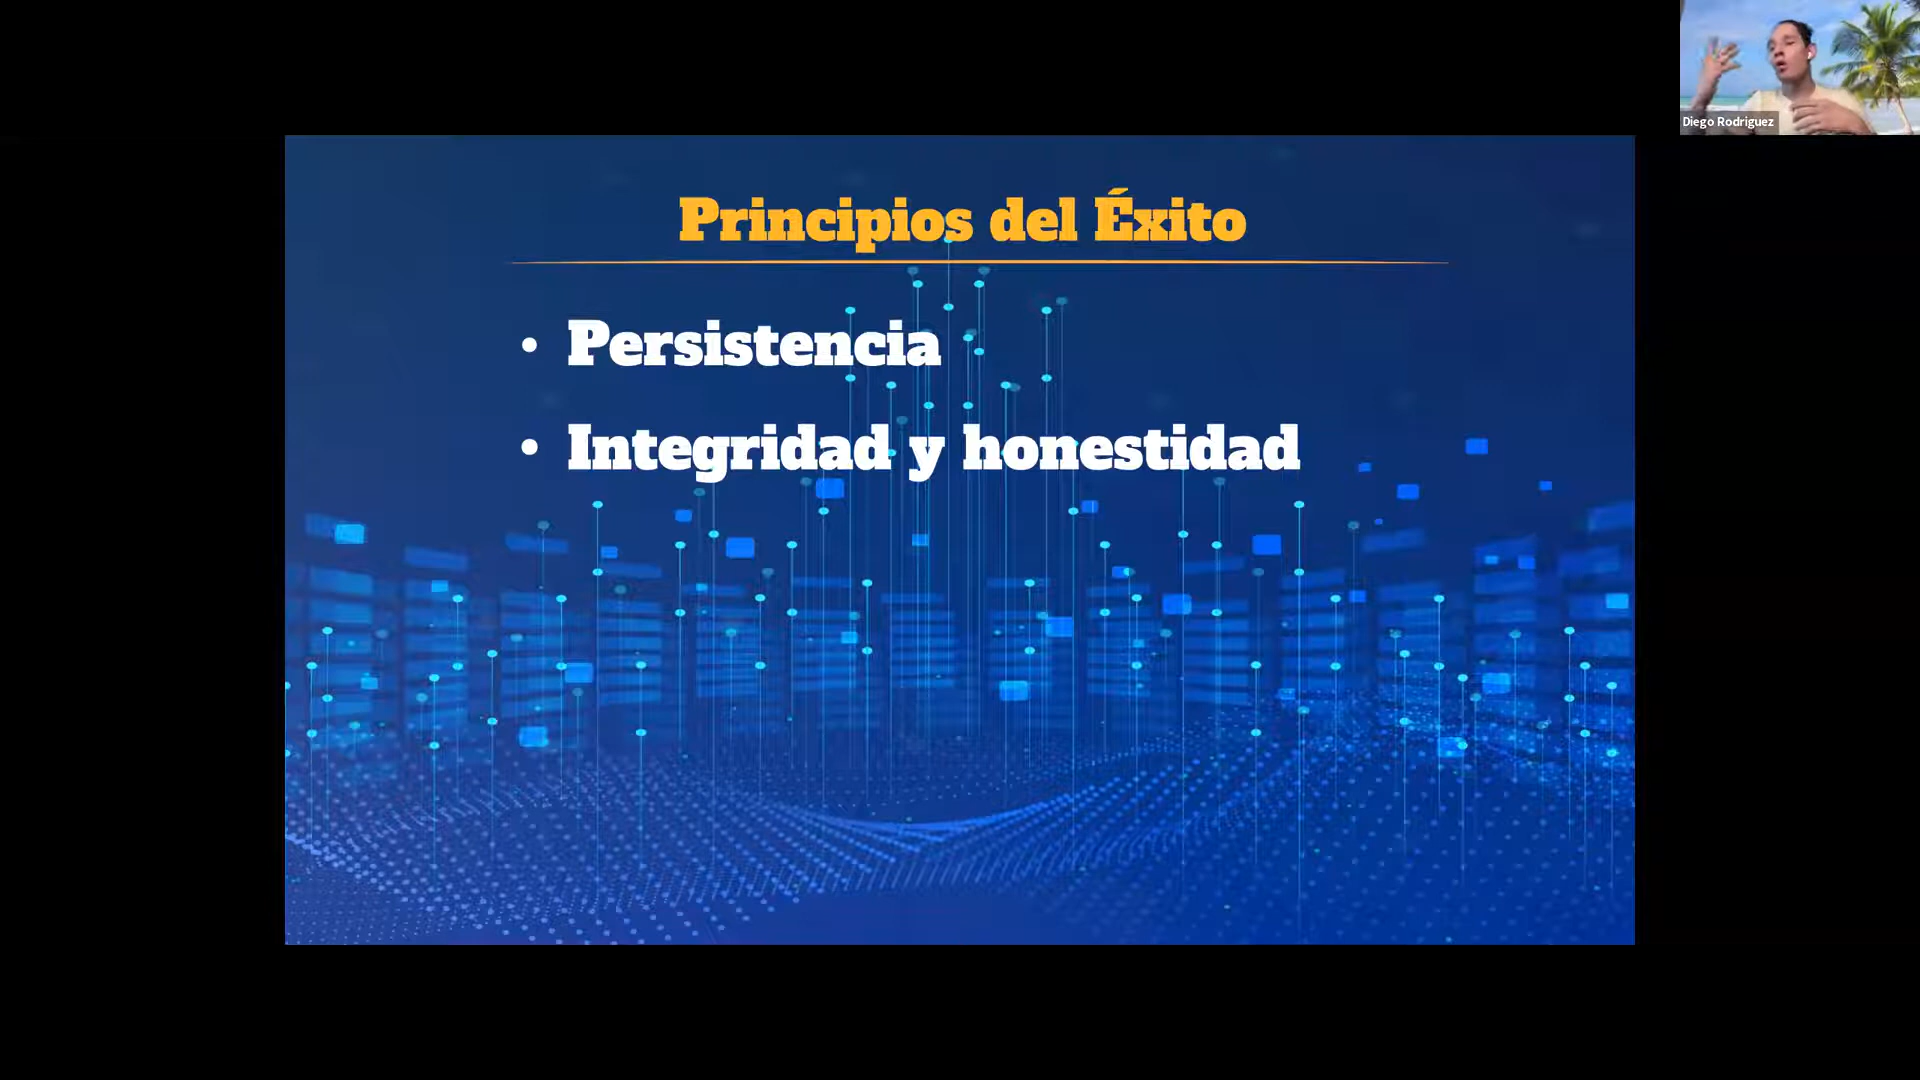 Diego Rodriguez
Principios del Éxito
• Persistencia
• Integridad y honestidad